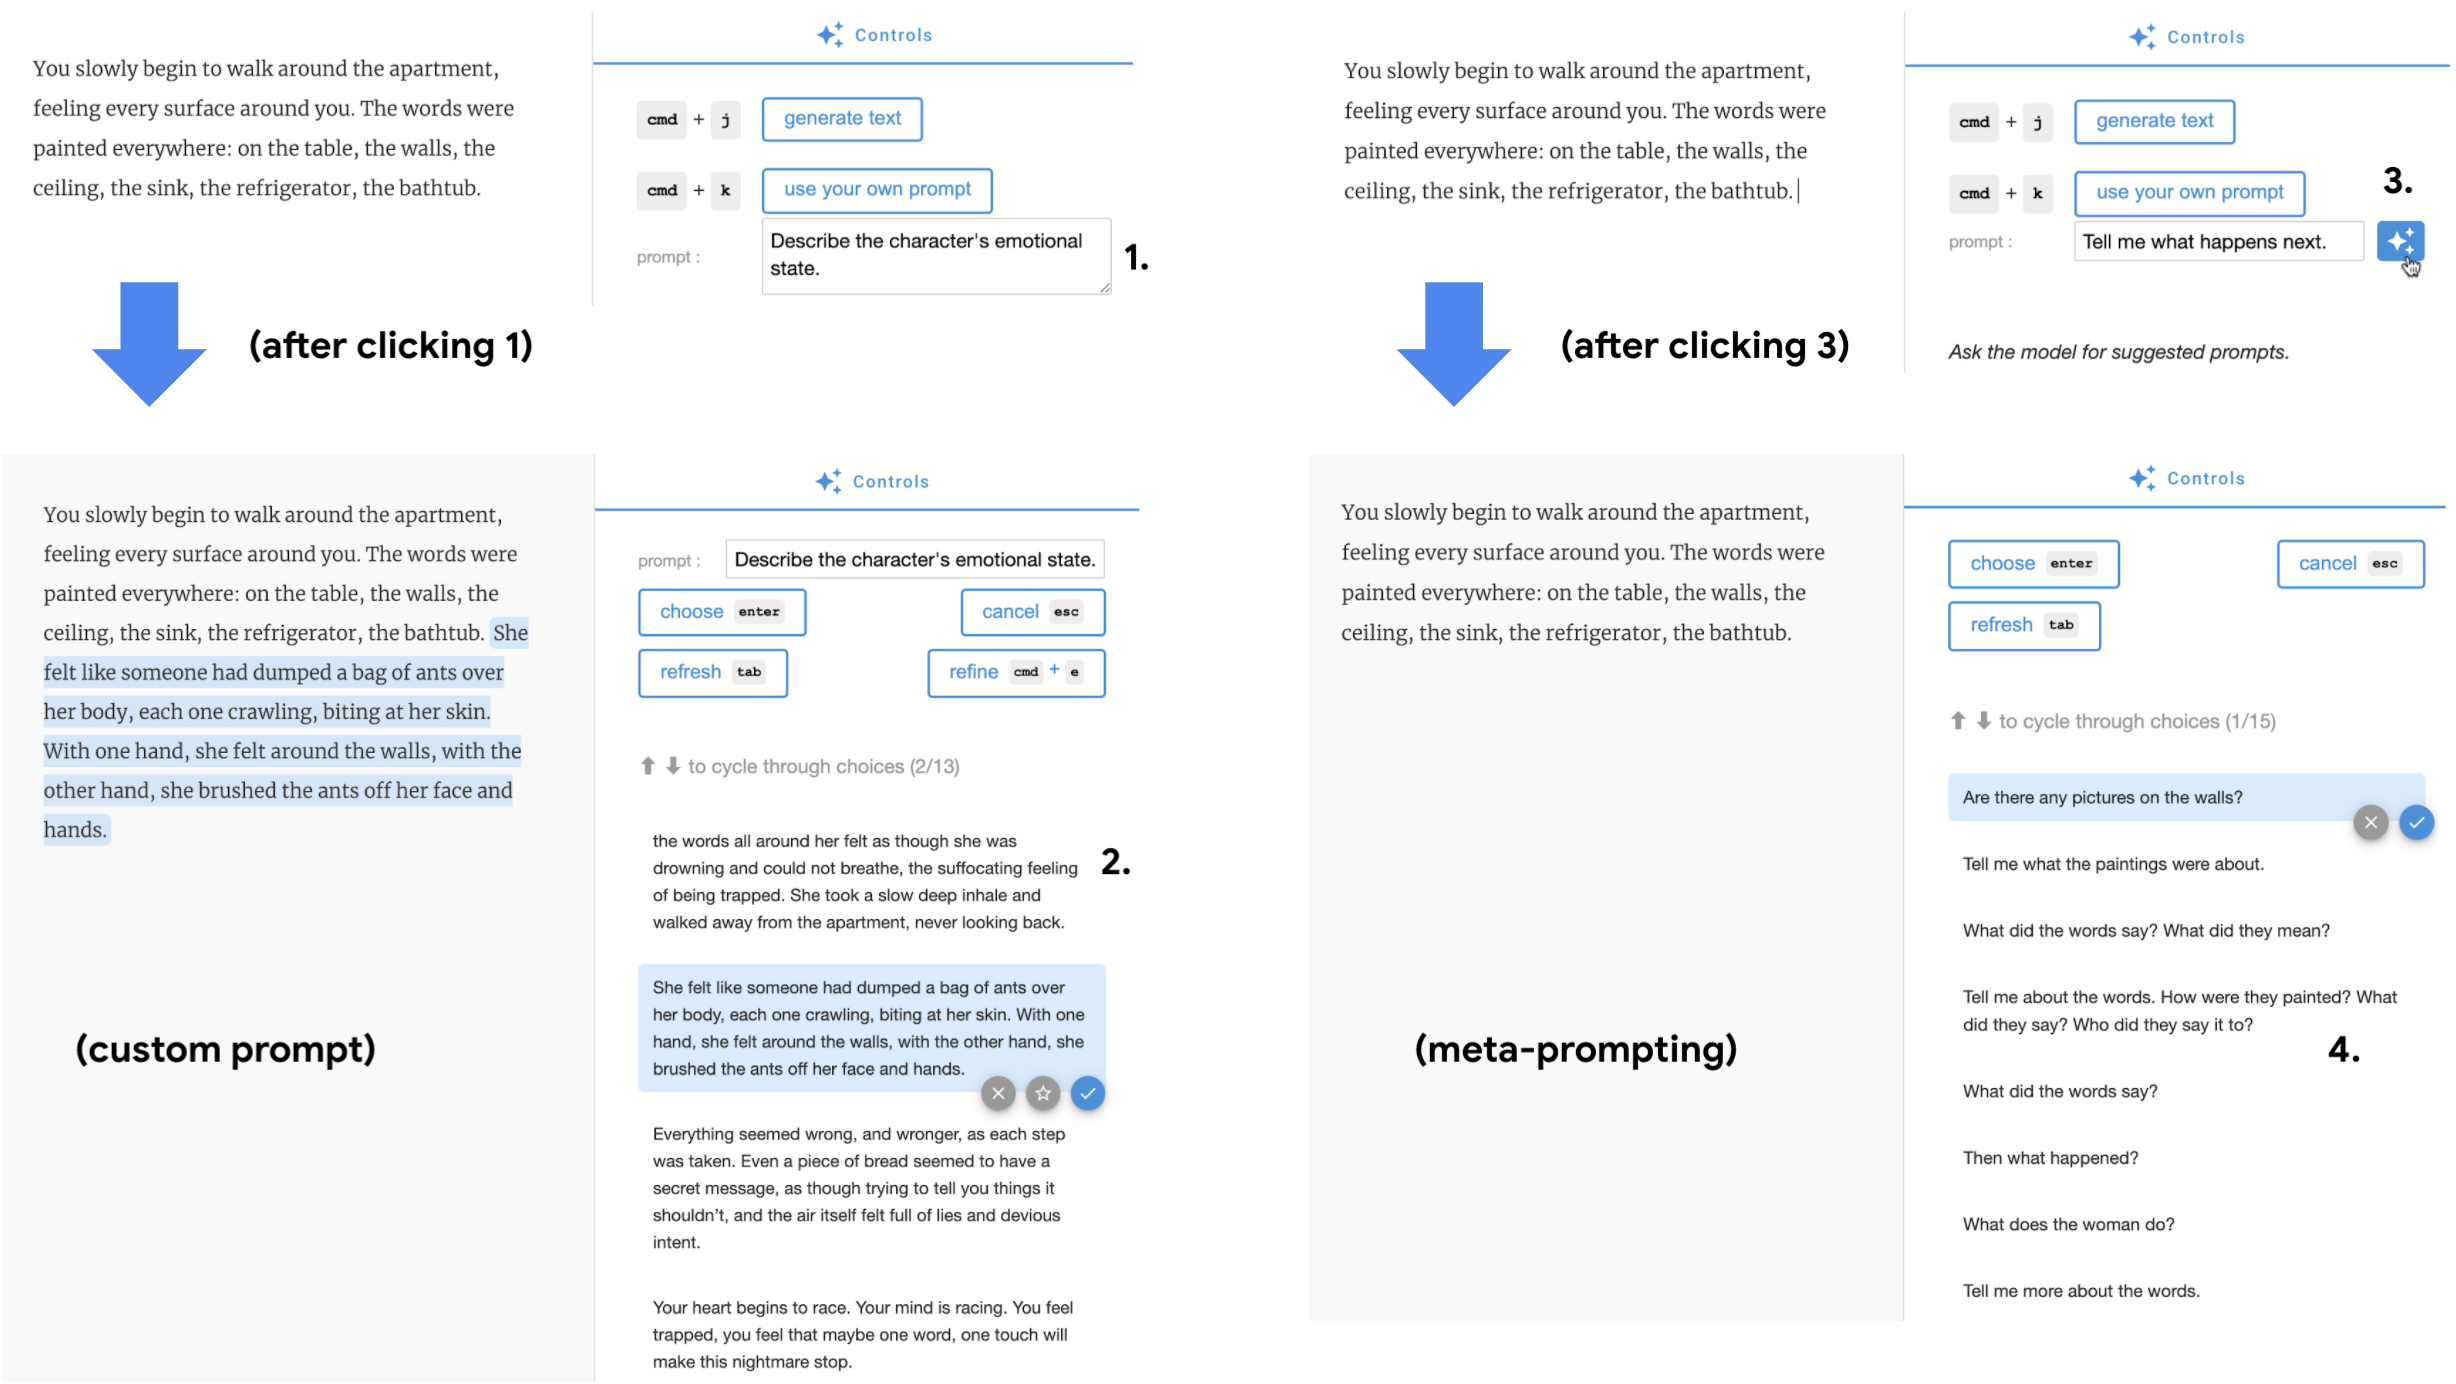 You slowly begin to walk around the apartment,
feeling every surface around you. The words were
painted everywhere: on the table, the walls, the
ceiling, the sink, the refrigerator, the bathtub.
Controls
cmd + j generate text
cmd + k use your own prompt
prompt : Describe the character's emotional
state.
1.
(after clicking 1)
You slowly begin to walk around the apartment,
feeling every surface around you. The words were
painted everywhere: on the table, the walls, the
ceiling, the sink, the refrigerator, the bathtub. She
felt like someone had dumped a bag of ants over
her body, each one crawling, biting at her skin.
With one hand, she felt around the walls, with the
other hand, she brushed the ants off her face and
hands.
(custom prompt)
Controls
prompt : Describe the character's emotional state.
choose enter cancel esc
refresh tab refine cmd + e
to cycle through choices (2/13)
the words all around her felt as though she was
drowning and could not breathe, the suffocating feeling
of being trapped. She took a slow deep inhale and
walked away from the apartment, never looking back.
2.
She felt like someone had dumped a bag of ants over
her body, each one crawling, biting at her skin. With one
hand, she felt around the walls, with the other hand, she
brushed the ants off her face and hands.
Everything seemed wrong, and wronger, as each step
was taken. Even a piece of bread seemed to have a
secret message, as though trying to tell you things it
shouldn't, and the air itself felt full of lies and devious
intent.
Your heart begins to race. Your mind is racing. You feel
trapped, you feel that maybe one word, one touch will
make this nightmare stop.
You slowly begin to walk around the apartment,
feeling every surface around you. The words were
painted everywhere: on the table, the walls, the
ceiling, the sink, the refrigerator, the bathtub.
Controls
cmd + j generate text
cmd + k use your own prompt
3.
prompt : Tell me what happens next.
Ask the model for suggested prompts.
(after clicking 3)
You slowly begin to walk around the apartment,
feeling every surface around you. The words were
painted everywhere: on the table, the walls, the
ceiling, the sink, the refrigerator, the bathtub.
(meta-prompting)
Controls
choose enter cancel esc
refresh tab
to cycle through choices (1/15)
Are there any pictures on the walls?
Tell me what the paintings were about.
What did the words say? What did they mean?
Tell me about the words. How were they painted? What
did they say? Who did they say it to?
4.
What did the words say?
Then what happened?
What does the woman do?
Tell me more about the words.